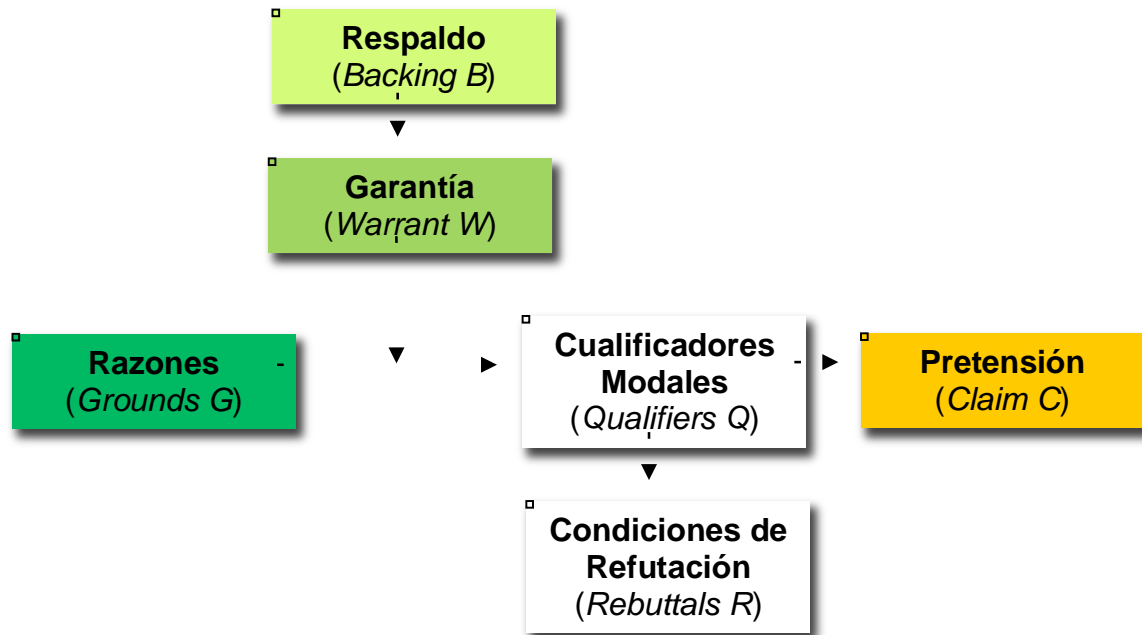 Respaldo
(Backing B)
Garantía
(Warrant W)
Razones
(Grounds G)
Cualificadores
Modales
(Qualifiers Q)
Pretensión
(Claim C)
Condiciones de
Refutación
(Rebuttals R)